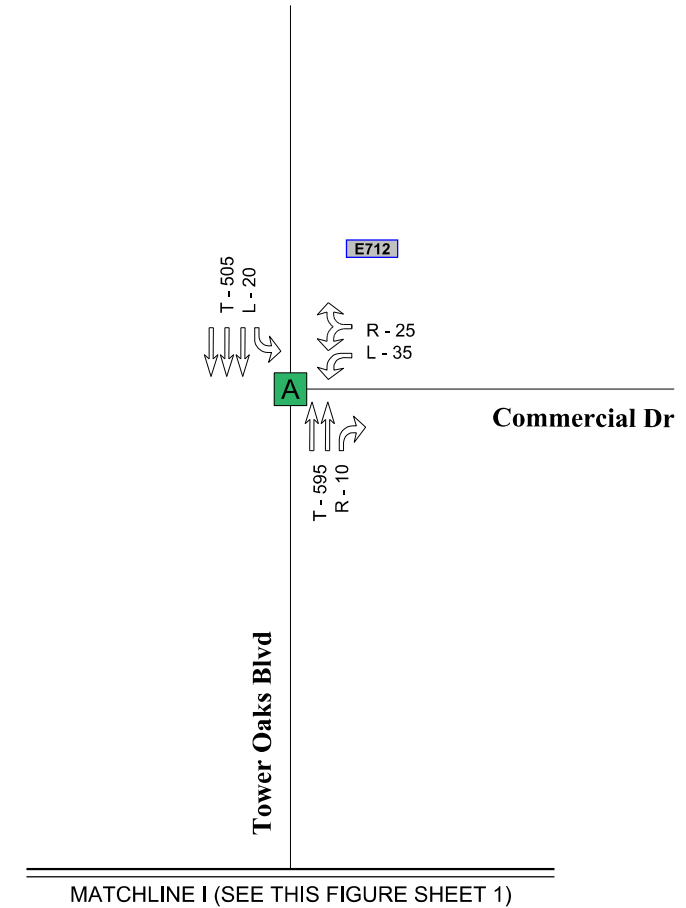 E712
T - 505
L - 20
R - 25
L - 35
A
Commercial Dr
T - 595
R - 10
Tower Oaks Blvd
MATCHLINE I (SEE THIS FIGURE SHEET 1)